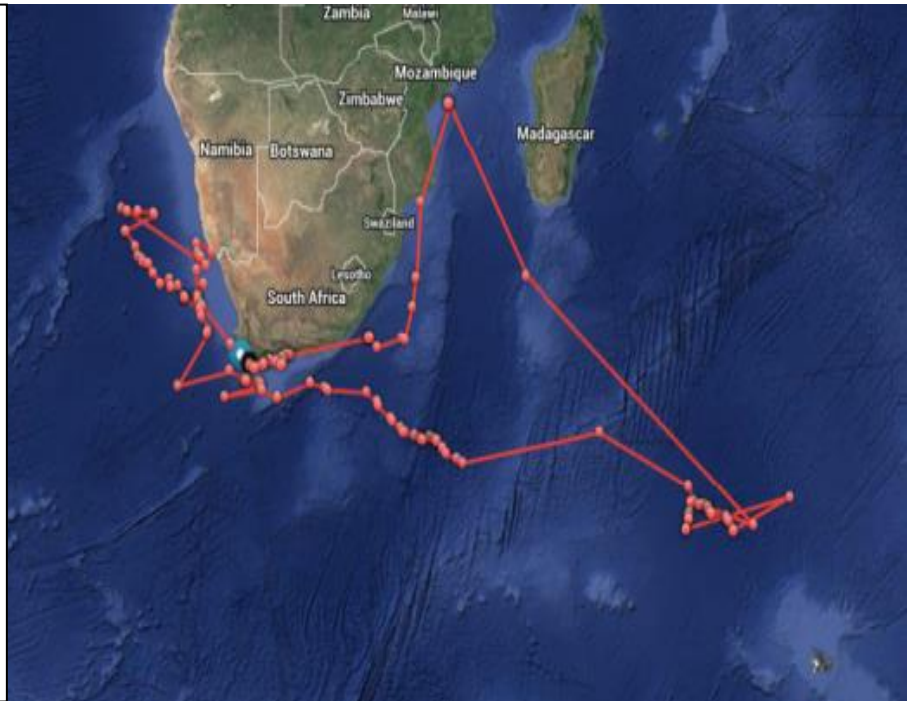 Zambia
Malawi
Mozambique
Zimbabwe
Madagascar
Namibia
Botswana
Swaziland
Lesotho
South Africa